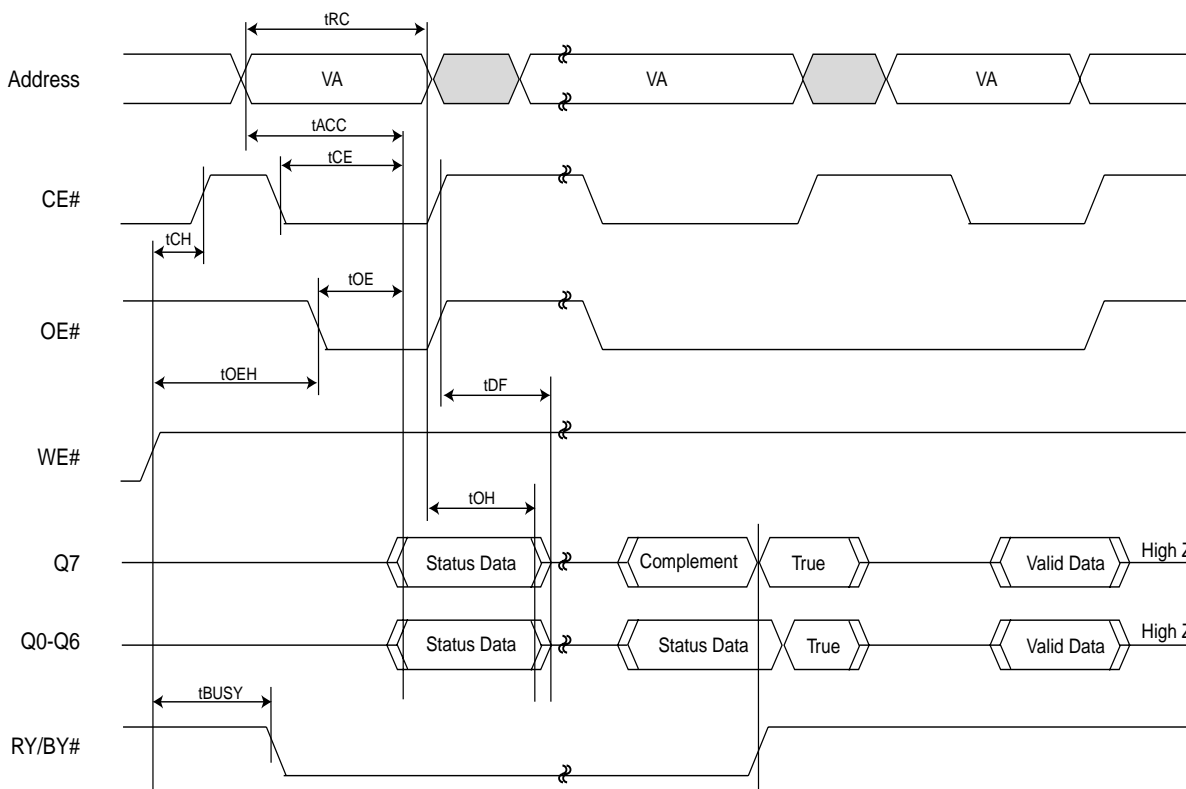 tRC
Address VA VA VA
tACC
tCE
CE#
tCH
tOE
OE#
tOEH
tDF
WE#
tOH
Q7 Status Data Complement True Valid Data High Z
Q0-Q6 Status Data Status Data True Valid Data High Z
tBUSY
RY/BY#